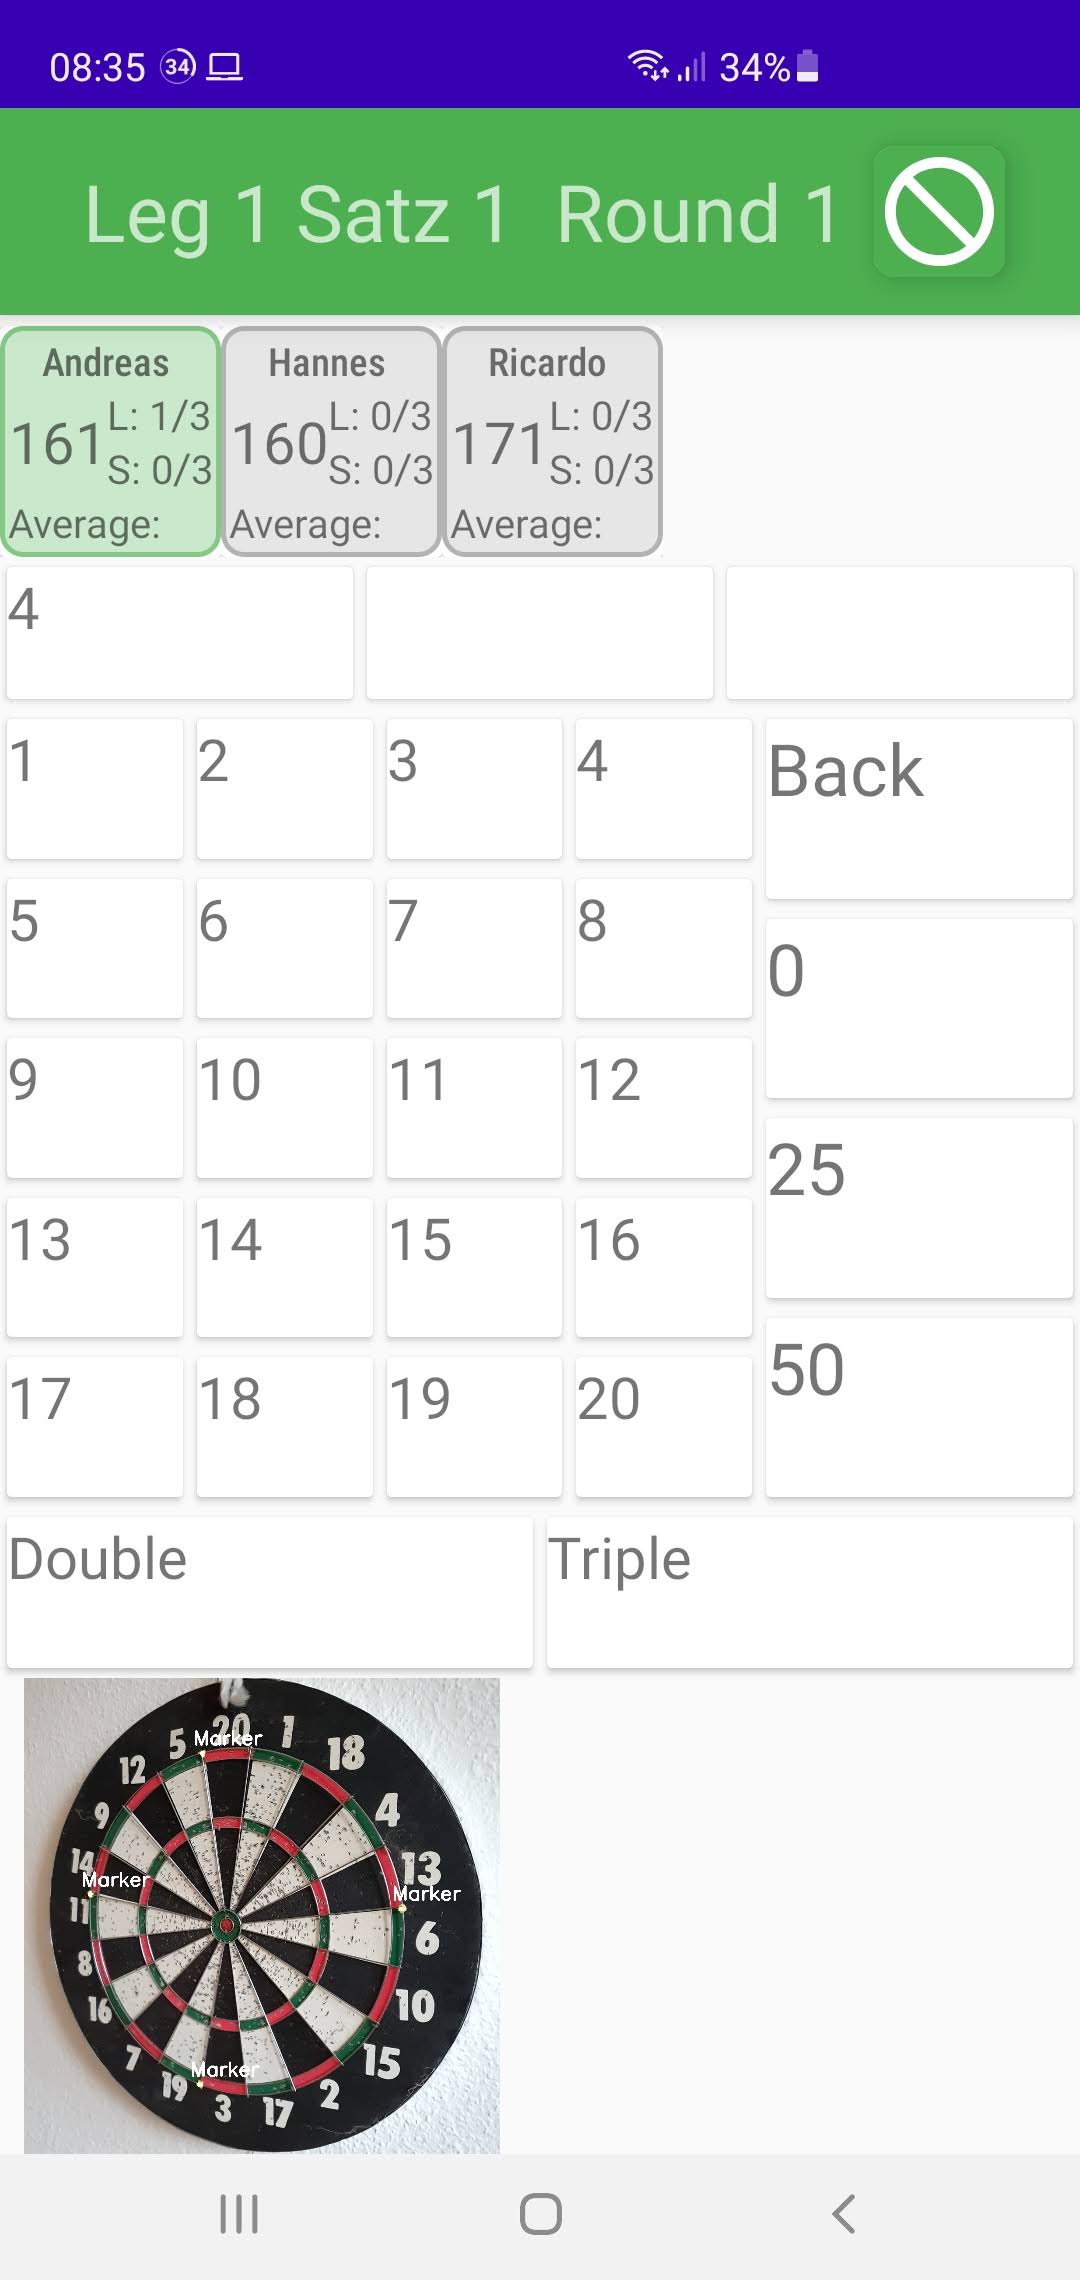 08:35 34 34%
Leg 1 Satz 1 Round 1
Andreas Hannes Ricardo
161 L: 1/3 160 L: 0/3 171 L: 0/3
S: 0/3 S: 0/3 S: 0/3
Average: Average: Average:
4
1 2 3 4 Back
5 6 7 8
0
9 10 11 12
25
13 14 15 16
50
17 18 19 20
Double Triple
5 20 1
Marker
12 18
9 4
14 13
Marker Marker
11 6
8
16 10
7 15
Marker
19 3 17 2